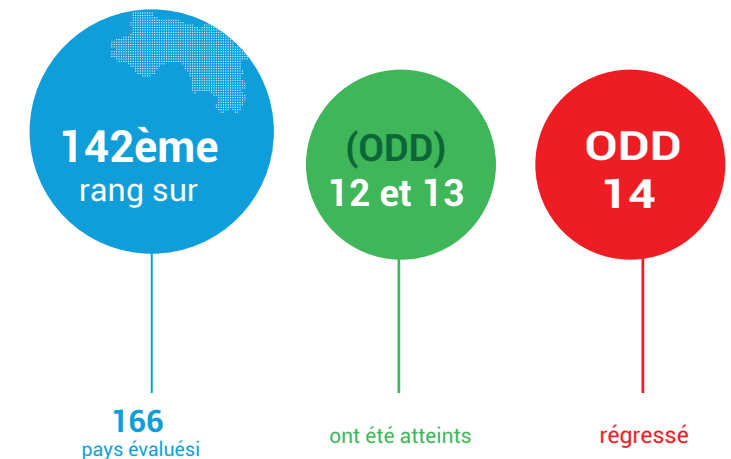 142ème
rang sur
166
pays évaluési
(ODD)
12 et 13
ont été atteints
ODD
14
régressé